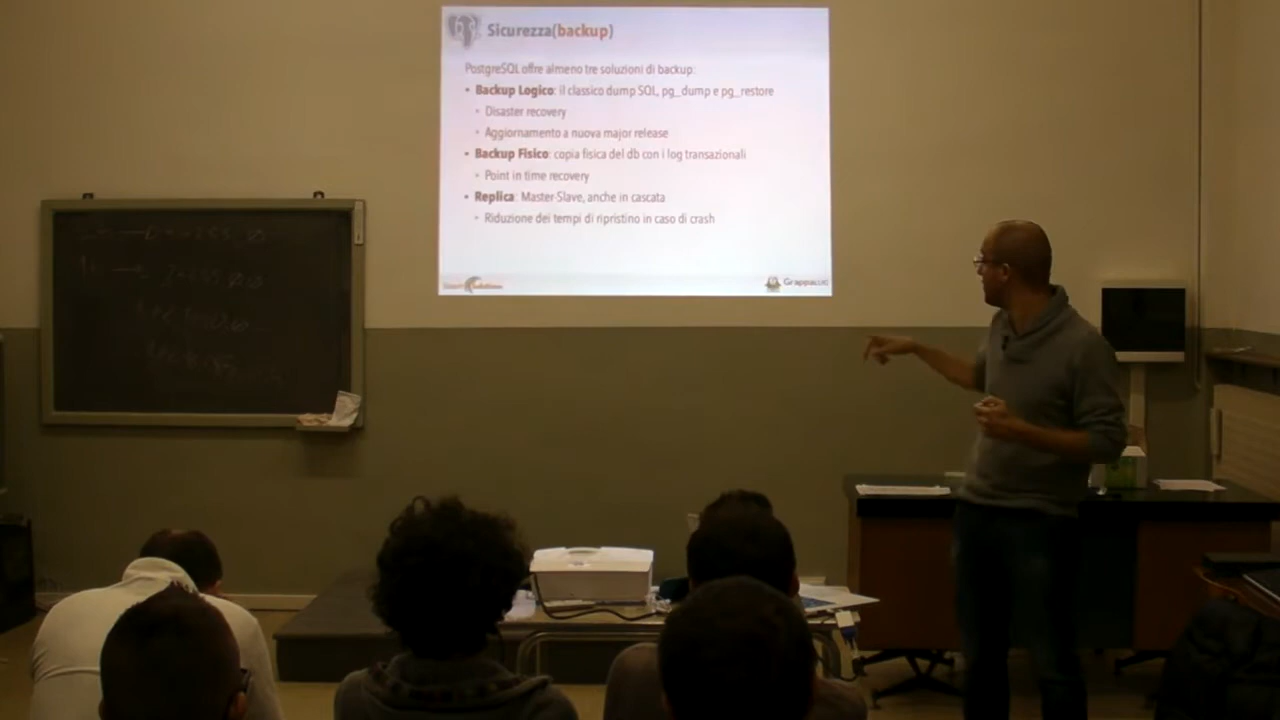 Sicurezza(backup)
PostgreSQL offre almeno tre soluzioni di backup:
• Backup Logico: il classico dump SQL, pg_dump e pg_restore
• Disaster recovery
• Aggiornamento a nuova major release
• Backup Fisico: copia fisica del db con i log transazionali
• Point in time recovery
• Replica: Master-Slave, anche in cascata
• Riduzione dei tempi di ripristino in caso di crash
Solutions